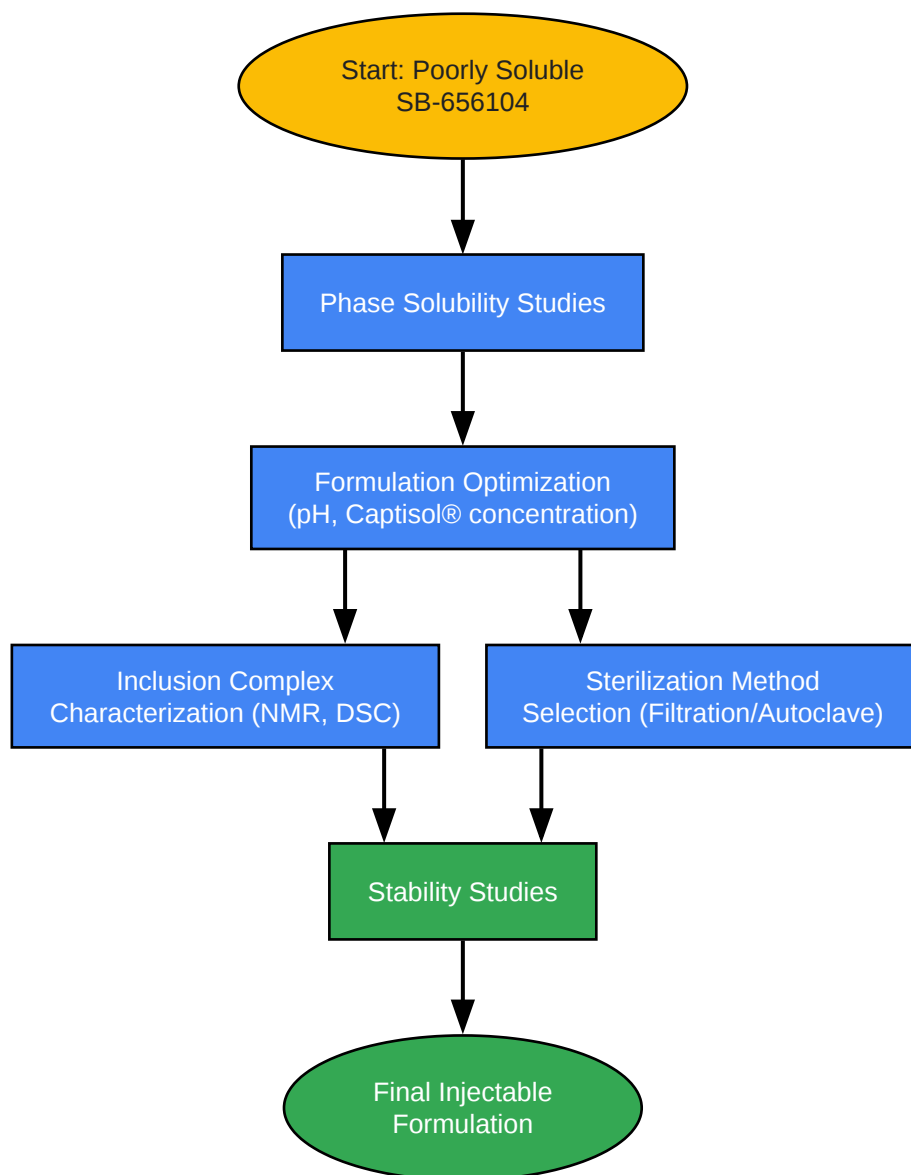 Start: Poorly Soluble
SB-656104
Phase Solubility Studies
Formulation Optimization
(pH, Captisol® concentration)
Inclusion Complex
Characterization (NMR, DSC)
Sterilization Method
Selection (Filtration/Autoclave)
Stability Studies
Final Injectable
Formulation